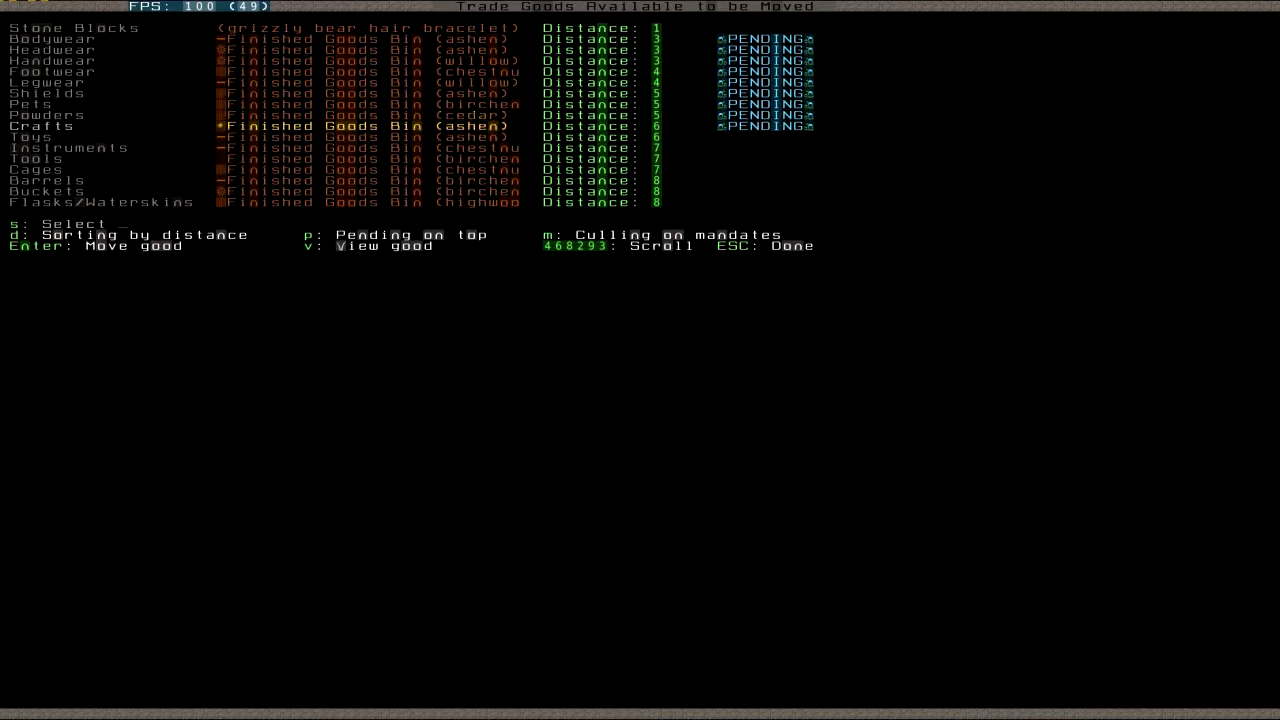 FPS: 100 (49) Trade Goods Available to be Moved
Stone Blocks (grizzly bear hair bracelet) Distance: 1
Bodywear Finished Goods Bin (ashen) Distance: 3 PENDING
Headwear Finished Goods Bin (ashen) Distance: 3 PENDING
Handwear Finished Goods Bin (willow) Distance: 3 PENDING
Footwear Finished Goods Bin (chestnu Distance: 4 PENDING
Legwear Finished Goods Bin (willow) Distance: 4 PENDING
Shields Finished Goods Bin (ashen) Distance: 5 PENDING
Pets Finished Goods Bin (birchen Distance: 5 PENDING
Powders Finished Goods Bin (cedar) Distance: 5 PENDING
Crafts *Finished Goods Bin (ashen) Distance: 6 PENDING
Toys -Finished Goods Bin (ashen) Distance: 6
Instruments -Finished Goods Bin (chestnu Distance: 7
Tools Finished Goods Bin (birchen Distance: 7
Cages Finished Goods Bin (chestnu Distance: 7
Barrels -Finished Goods Bin (birchen Distance: 8
Buckets Finished Goods Bin (birchen Distance: 8
Flasks/Waterskins Finished Goods Bin (highwoo Distance: 8
s: Select _
d: Sorting by distance p: Pending on top m: Culling on mandates
Enter: Move good v: View good 468293: Scroll ESC: Done